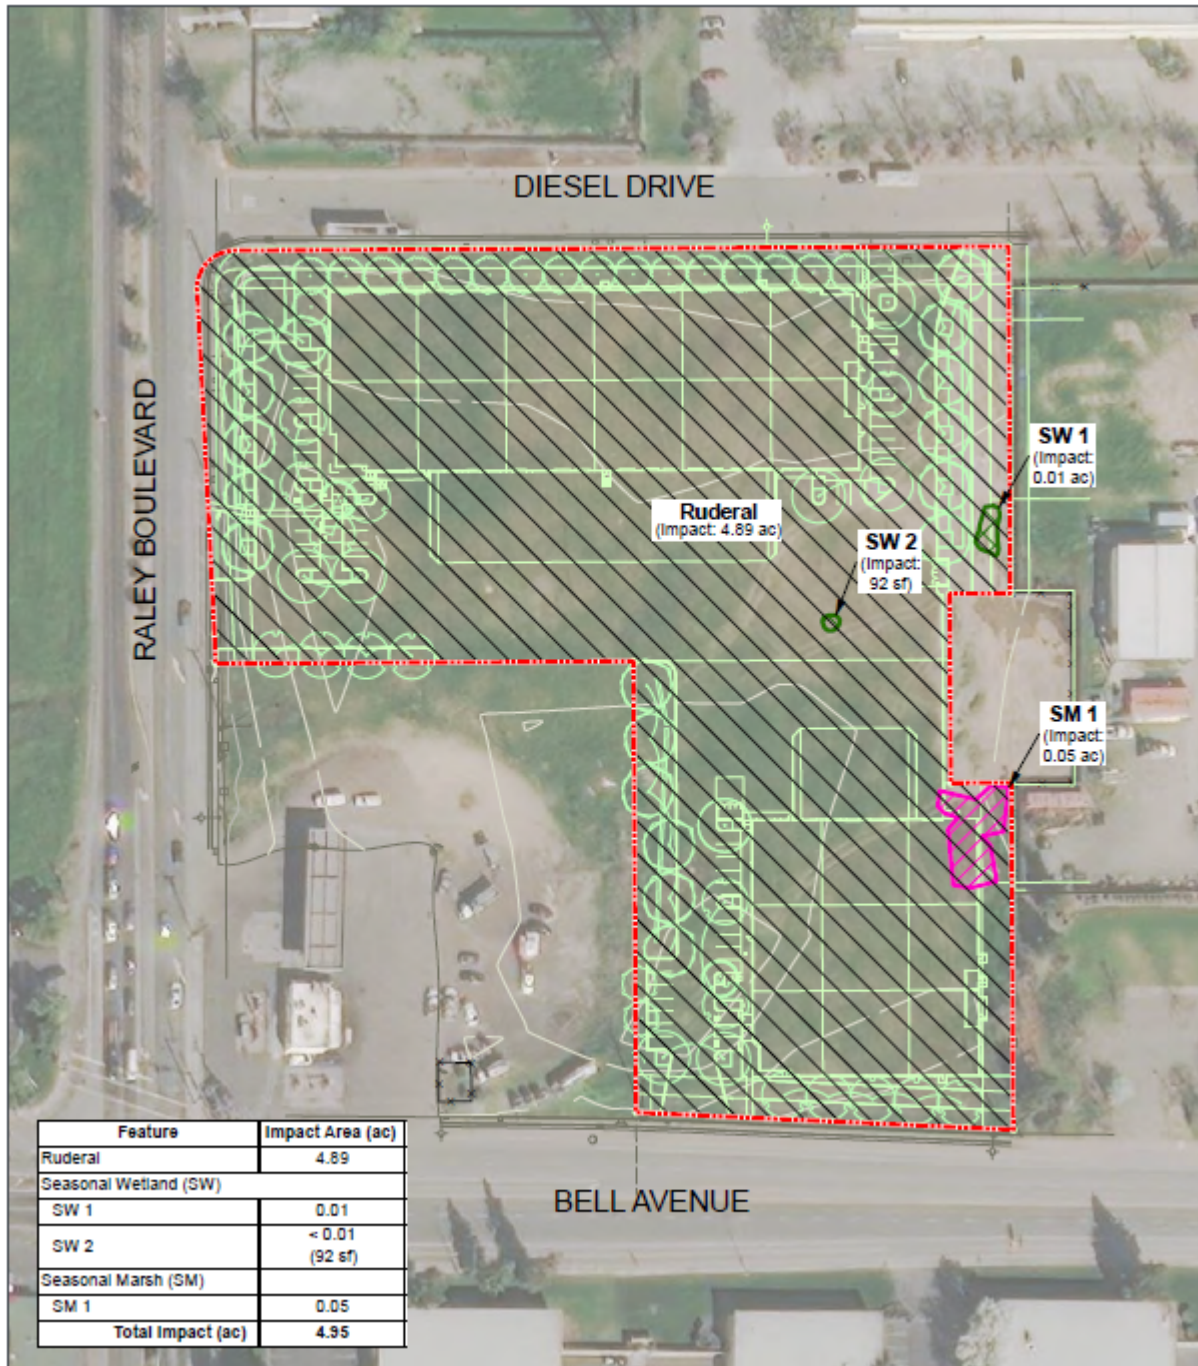 DIESEL DRIVE
RALEY BOULEVARD
SW 1
(Impact:
0.01 ac)
Ruderal
(Impact: 4.89 ac)
SW 2
(Impact:
92 sf)
SM 1
(Impact:
0.05 ac)
Feature Impact Area (ac)
Ruderal 4.89
Seasonal Wetland (SW)
SW 1 0.01
SW 2 < 0.01
(92 sf)
Seasonal Marsh (SM)
SM 1 0.05
Total Impact (ac) 4.95
BELL AVENUE